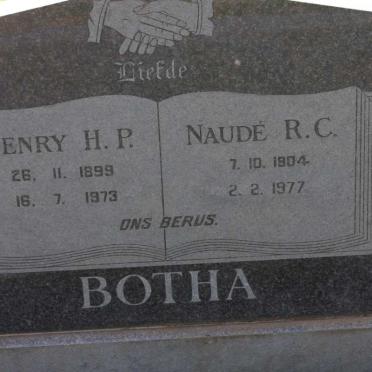 Liefde
ENRY H.P. NAUDÉ R.C.
26. 11. 1899 7. 10. 1904
16. 7. 1973 2. 2. 1977
ONS BERUS.
BOTHA